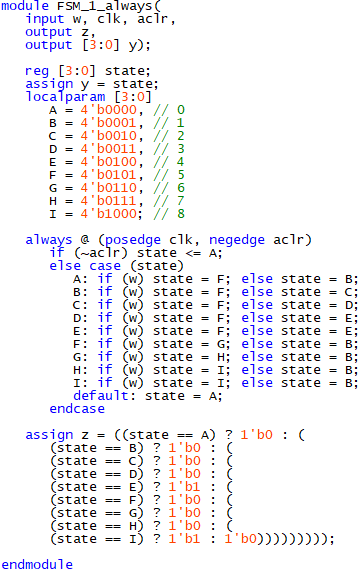 module FSM_1_always(
input w, clk, aclr,
output z,
output [3:0] y);
reg [3:0] state;
assign y = state;
localparam [3:0]
A = 4'b0000, // 0
B = 4'b0001, // 1
C = 4'b0010, // 2
D = 4'b0011, // 3
E = 4'b0100, // 4
F = 4'b0101, // 5
G = 4'b0110, // 6
H = 4'b0111, // 7
I = 4'b1000; // 8
always @ (posedge clk, negedge aclr)
if (~aclr) state <= A;
else case (state)
A: if (w) state = F; else state = B;
B: if (w) state = F; else state = C;
C: if (w) state = F; else state = D;
D: if (w) state = F; else state = E;
E: if (w) state = F; else state = E;
F: if (w) state = G; else state = B;
G: if (w) state = H; else state = B;
H: if (w) state = I; else state = B;
I: if (w) state = I; else state = B;
default: state = A;
endcase
assign z = ((state == A) ? 1'b0 : (
(state == B) ? 1'b0 : (
(state == C) ? 1'b0 : (
(state == D) ? 1'b0 : (
(state == E) ? 1'b1 : (
(state == F) ? 1'b0 : (
(state == G) ? 1'b0 : (
(state == H) ? 1'b0 : (
(state == I) ? 1'b1 : 1'b0)))))))));
endmodule